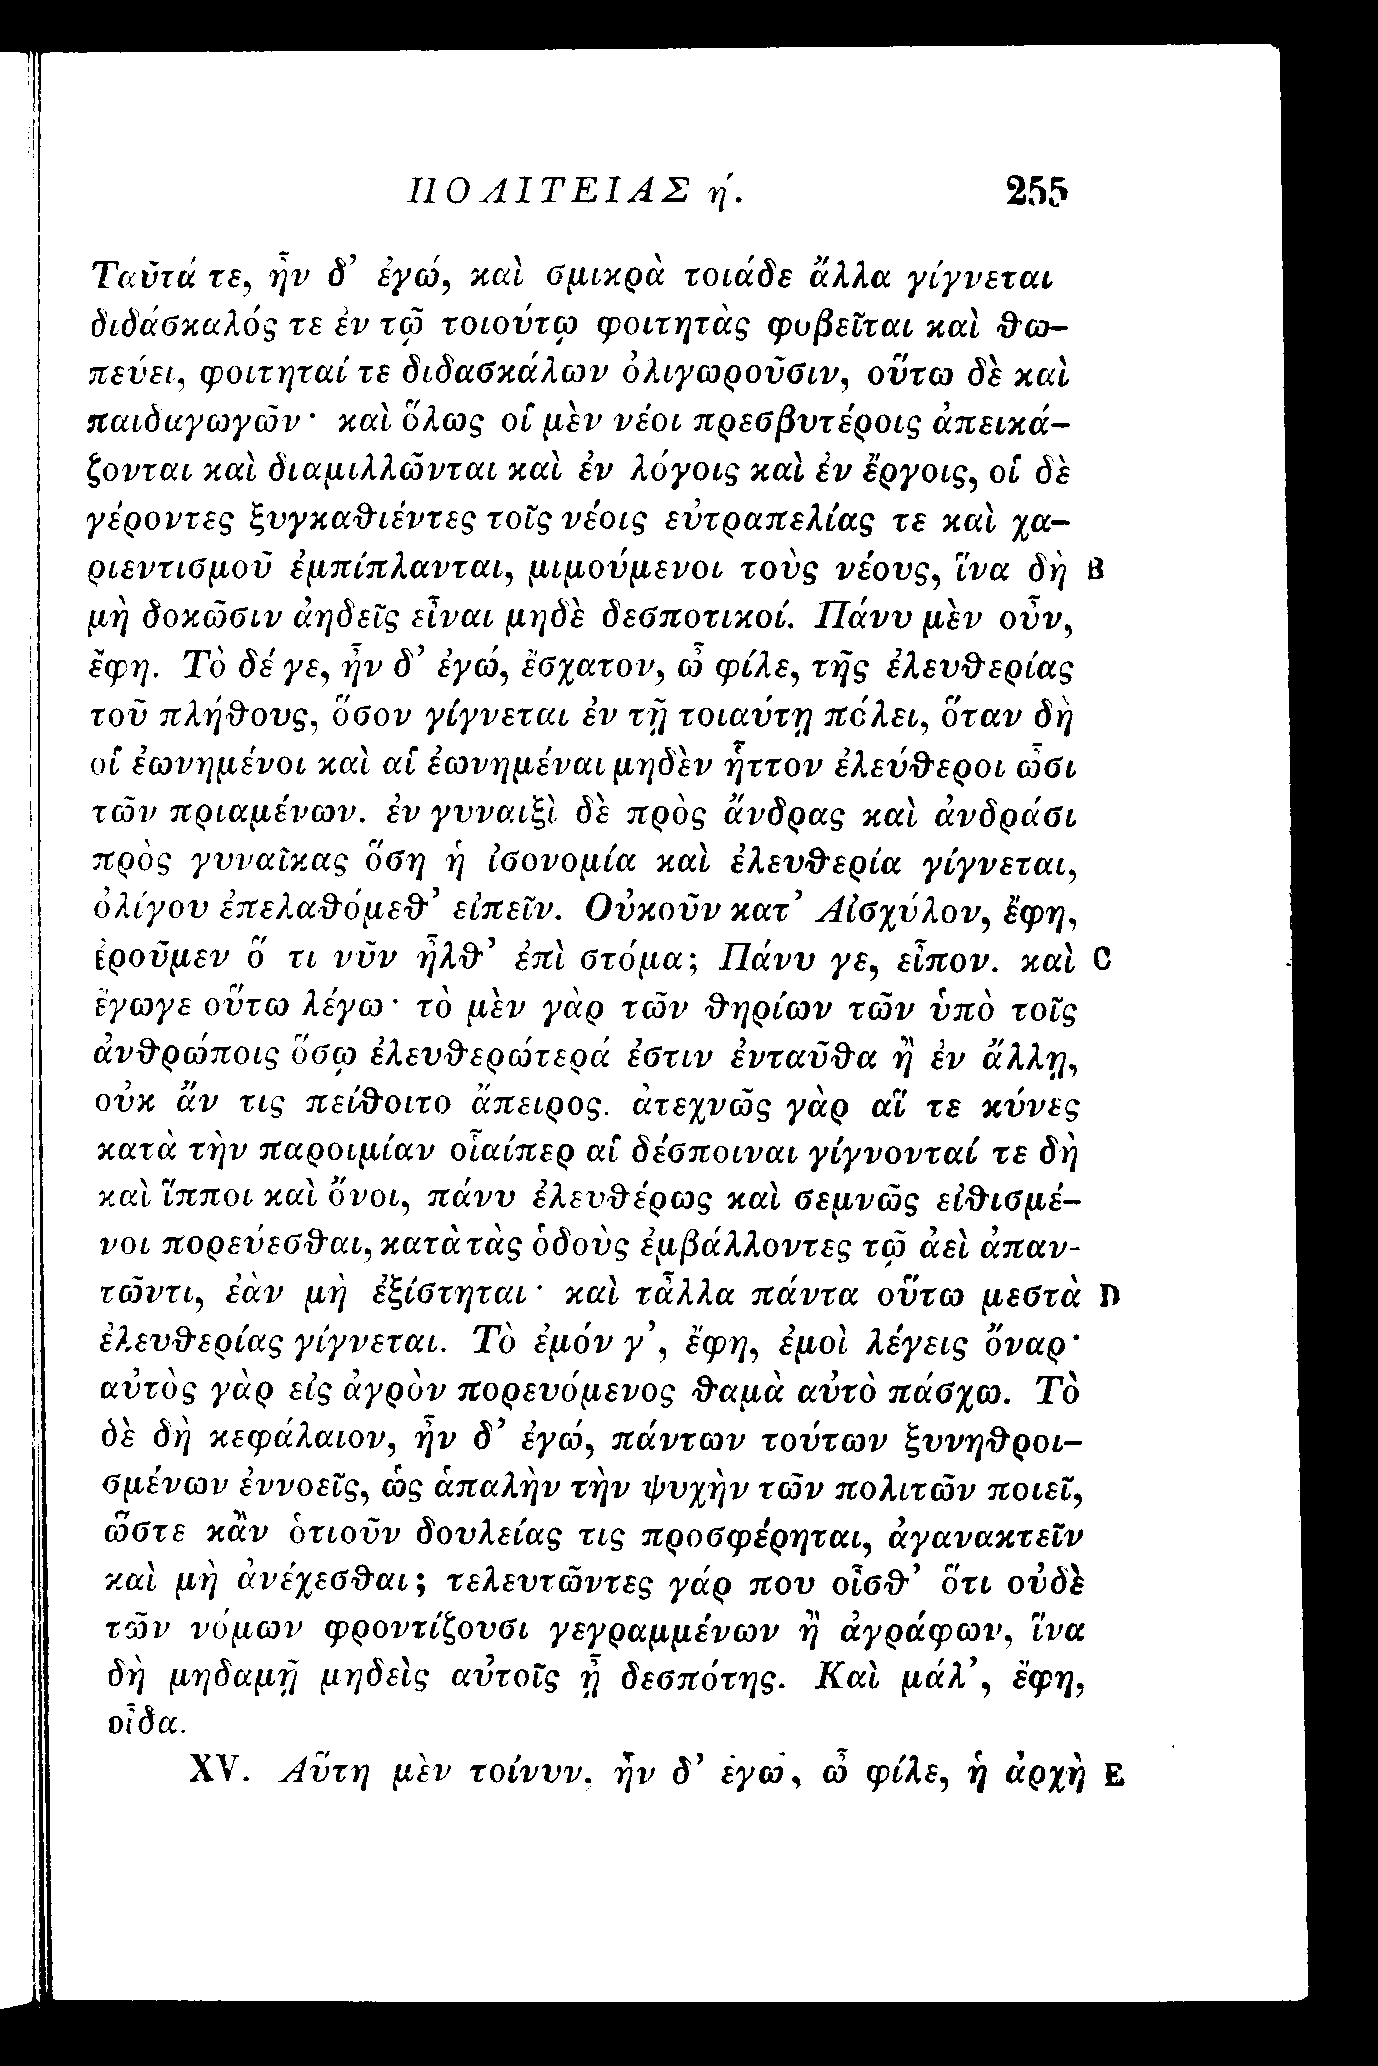 ΠΟΛΙΤΕΙΑΣ η΄. 255
Ταῦτά τε, ἦν δ’ ἐγώ, καὶ σμικρὰ τοιάδε ἄλλα γίγνεται
διδάσκαλός τε ἐν τῷ τοιούτῳ φοιτητὰς φοβεῖται καὶ θω-
πεύει, φοιτηταί τε διδασκάλων ὀλιγωροῦσιν, οὕτω δὲ καὶ
παιδαγωγῶν· καὶ ὅλως οἱ μὲν νέοι πρεσβυτέροις ἀπεικά-
ζονται καὶ διαμιλλῶνται καὶ ἐν λόγοις καὶ ἐν ἔργοις, οἱ δὲ
γέροντες ξυγκαθιέντες τοῖς νέοις εὐτραπελίας τε καὶ χα-
ριεντισμοῦ ἐμπίπλανται, μιμούμενοι τοὺς νέους, ἵνα δὴ B
μὴ δοκῶσιν ἀηδεῖς εἶναι μηδὲ δεσποτικοί. Πάνυ μὲν οὖν,
ἔφη. Τὸ δέ γε, ἦν δ’ ἐγώ, ἔσχατον, ὦ φίλε, τῆς ἐλευθερίας
τοῦ πλήθους, ὅσον γίγνεται ἐν τῇ τοιαύτῃ πόλει, ὅταν δὴ
οἱ ἐωνημένοι καὶ αἱ ἐωνημέναι μηδὲν ἧττον ἐλεύθεροι ὦσι
τῶν πριαμένων. ἐν γυναιξὶ δὲ πρὸς ἄνδρας καὶ ἀνδράσι
πρὸς γυναῖκας ὅση ἡ ἰσονομία καὶ ἐλευθερία γίγνεται,
ὀλίγου ἐπελαθόμεθ’ εἰπεῖν. Οὐκοῦν κατ’ Αἰσχύλον, ἔφη,
ἐροῦμεν ὅ τι νῦν ἦλθ’ ἐπὶ στόμα; Πάνυ γε, εἶπον. καὶ C
ἔγωγε οὕτω λέγω· τὸ μὲν γὰρ τῶν θηρίων τῶν ὑπὸ τοῖς
ἀνθρώποις ὅσῳ ἐλευθερώτερά ἐστιν ἐνταῦθα ἢ ἐν ἄλλῃ,
οὐκ ἄν τις πείθοιτο ἄπειρος. ἀτεχνῶς γὰρ αἵ τε κύνες
κατὰ τὴν παροιμίαν οἷαίπερ αἱ δέσποιναι γίγνονταί τε δὴ
καὶ ἵπποι καὶ ὄνοι, πάνυ ἐλευθέρως καὶ σεμνῶς εἰθισμέ-
νοι πορεύεσθαι, κατὰ τὰς ὁδοὺς ἐμβάλλοντες τῷ ἀεὶ ἀπαν-
τῶντι, ἐὰν μὴ ἐξίστηται· καὶ τἆλλα πάντα οὕτω μεστὰ D
ἐλευθερίας γίγνεται. Τὸ ἐμόν γ’, ἔφη, ἐμοὶ λέγεις ὄναρ·
αὐτὸς γὰρ εἰς ἀγρὸν πορευόμενος θαμὰ αὐτὸ πάσχω. Τὸ
δὲ δὴ κεφάλαιον, ἦν δ’ ἐγώ, πάντων τούτων ξυνηθροι-
σμένων ἐννοεῖς, ὡς ἁπαλὴν τὴν ψυχὴν τῶν πολιτῶν ποιεῖ,
ὥστε κἂν ὁτιοῦν δουλείας τις προσφέρηται, ἀγανακτεῖν
καὶ μὴ ἀνέχεσθαι; τελευτῶντες γάρ που οἶσθ’ ὅτι οὐδὲ
τῶν νόμων φροντίζουσι γεγραμμένων ἢ ἀγράφων, ἵνα
δὴ μηδαμῇ μηδεὶς αὐτοῖς ᾖ δεσπότης. Καὶ μάλ’, ἔφη,
οἶδα.
XV. Αὕτη μὲν τοίνυν, ἦν δ’ ἐγώ, ὦ φίλε, ἡ ἀρχὴ E